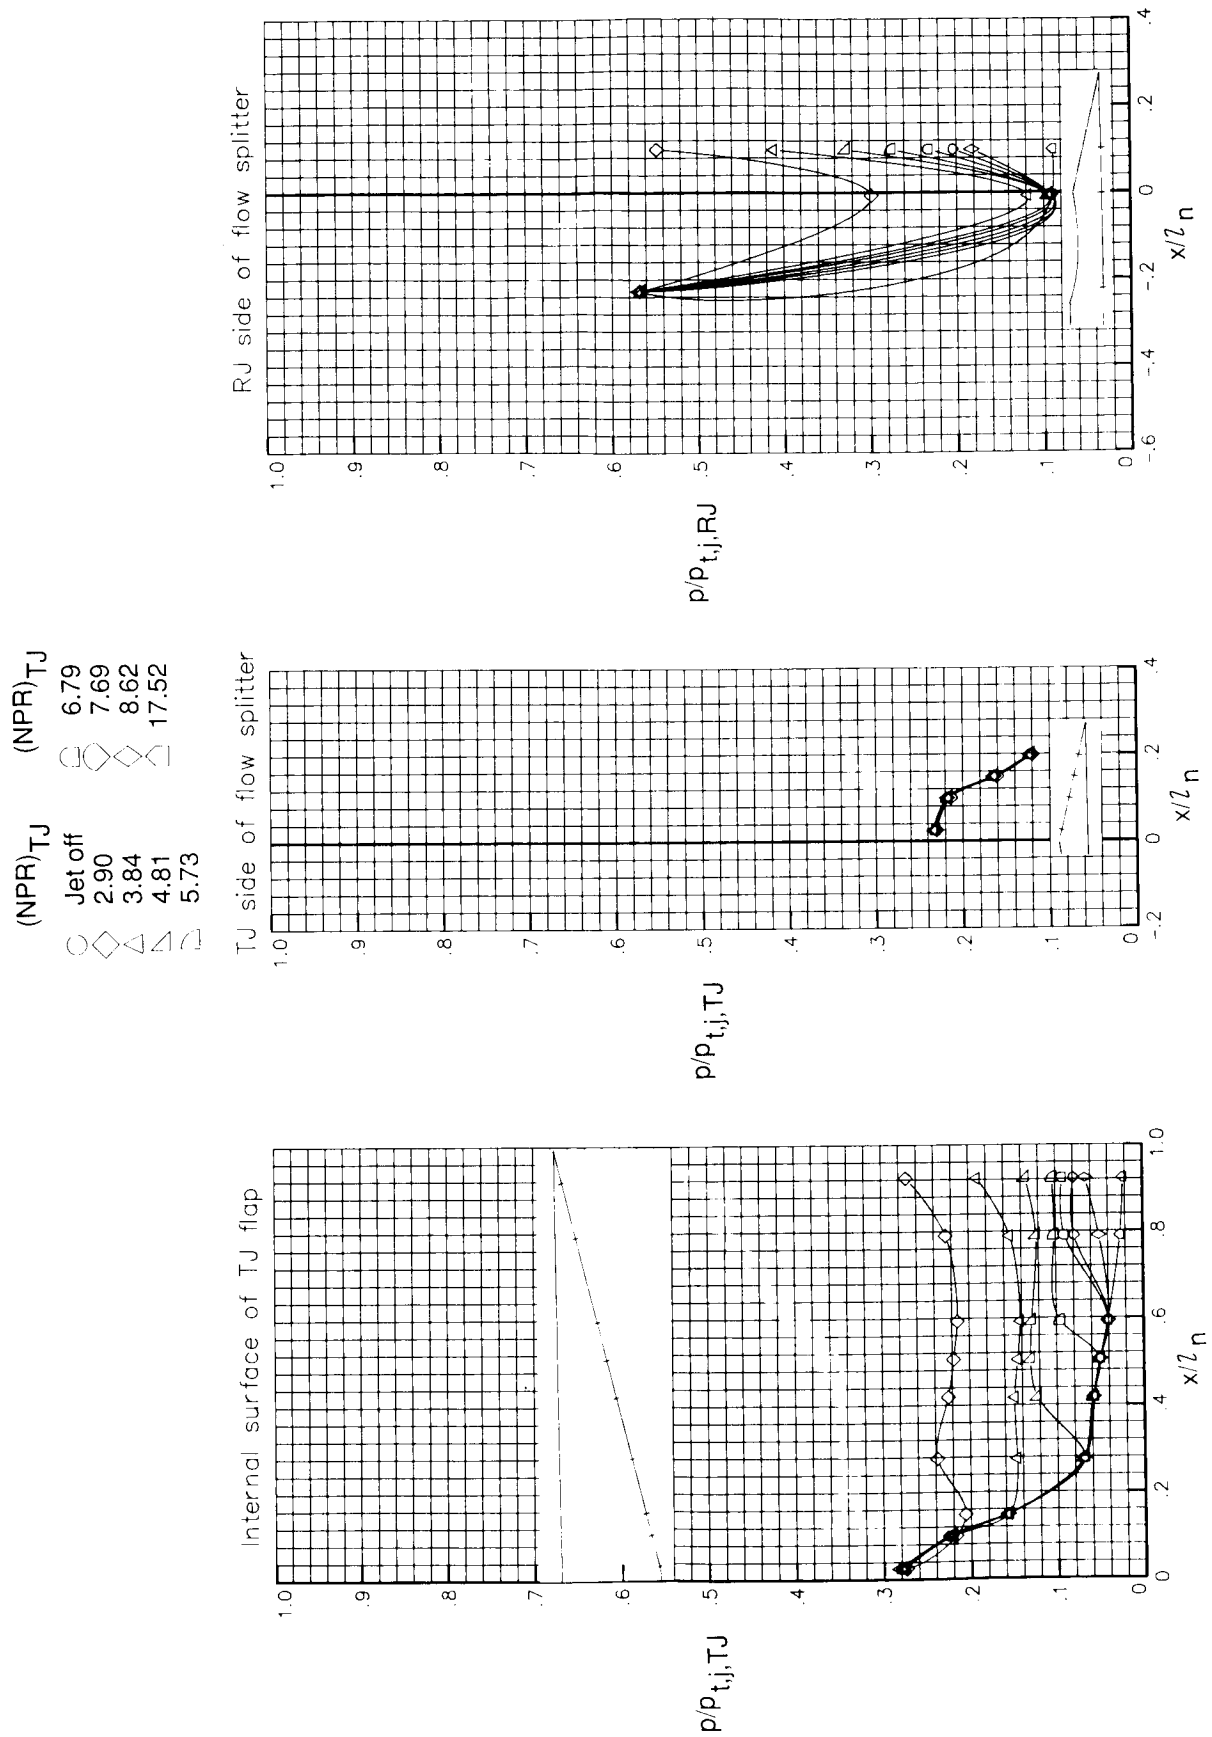 (NPR)TJ
Jet off
2.90
3.84
4.81
5.73
(NPR)TJ
6.79
7.69
8.62
17.52
Internal surface of TJ flap
1.0
.9
.8
.7
.6
.5
.4
.3
.2
.1
0
p/pt,j,TJ
0 .2 .4 .6 .8 1.0
x/ln
TJ side of flow splitter
1.0
.9
.8
.7
.6
.5
.4
.3
.2
.1
0
p/pt,j,TJ
-.2 0 .2 .4
x/ln
RJ side of flow splitter
1.0
.9
.8
.7
.6
.5
.4
.3
.2
.1
0
p/pt,j,RJ
-.6 -.4 -.2 0 .2 .4
x/ln